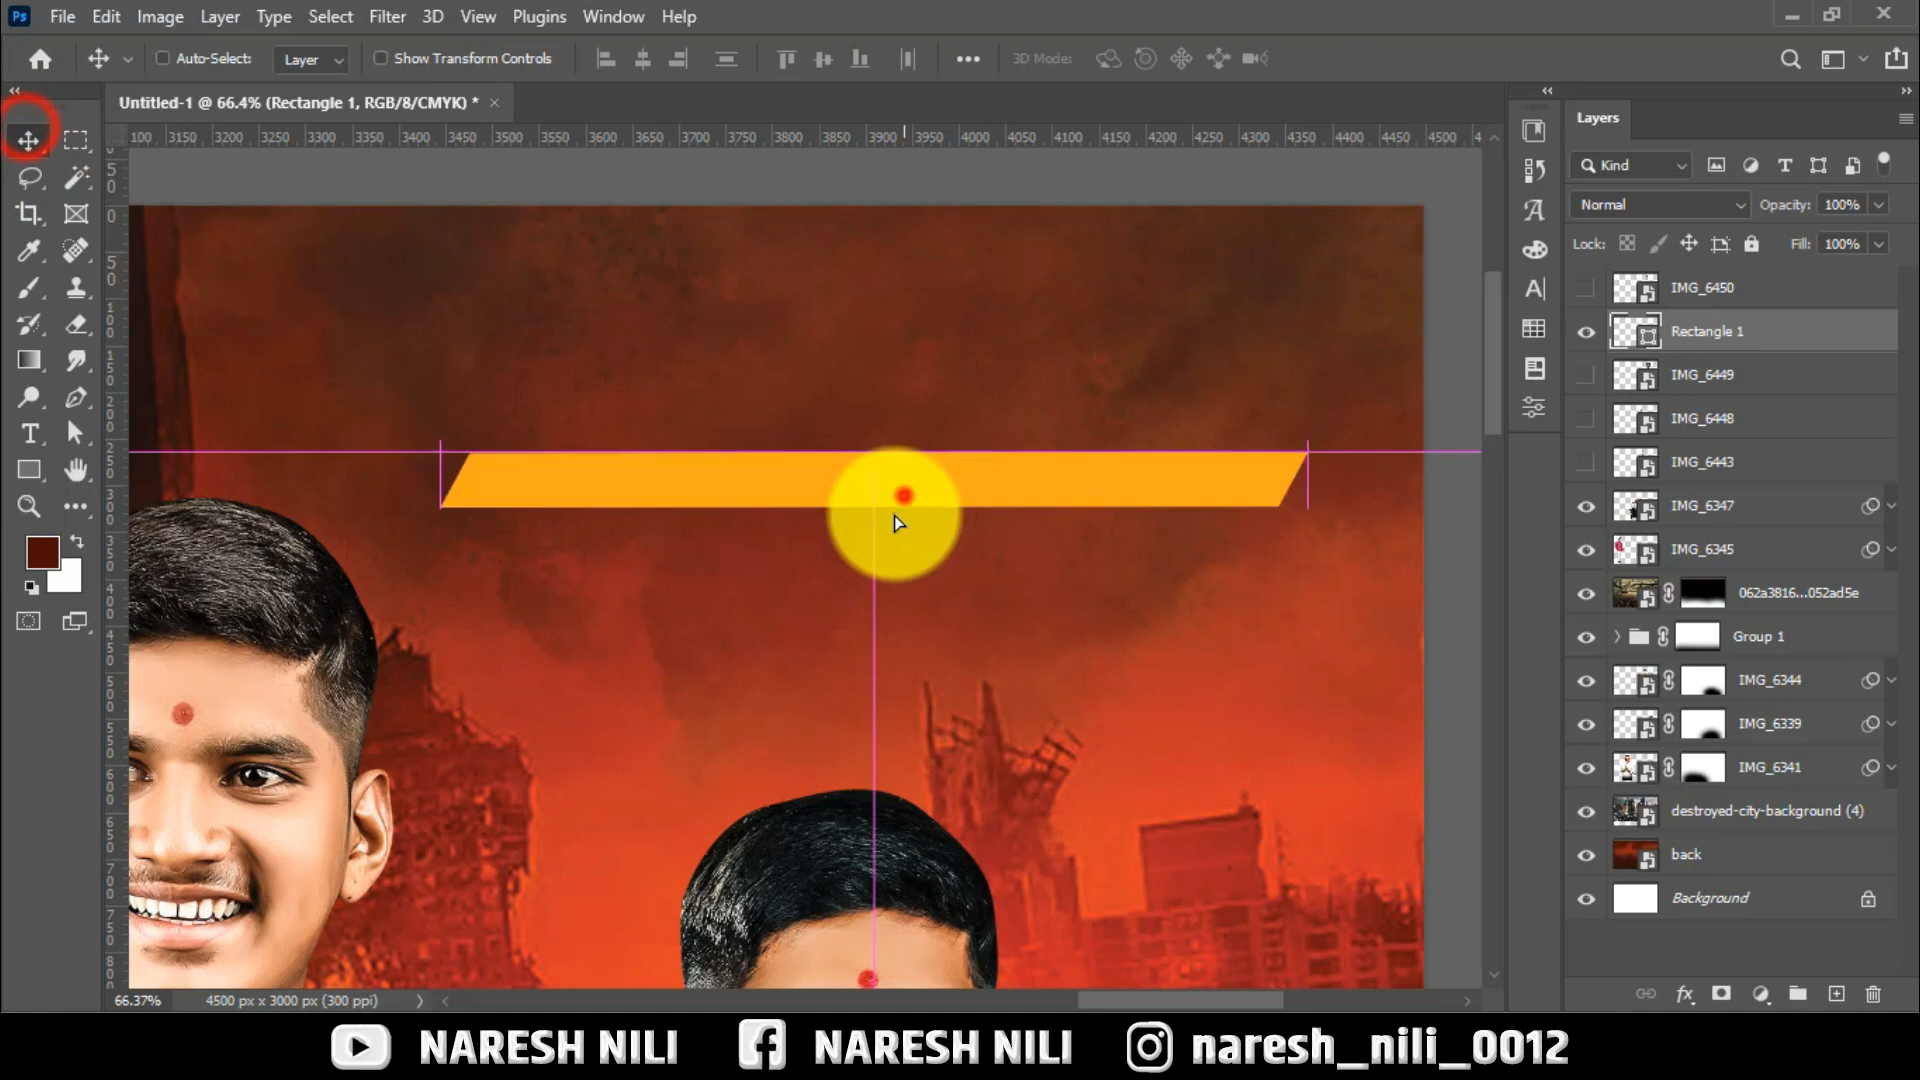 Ps File Edit Image Layer Type Select Filter 3D View Plugins Window Help
Auto-Select: Layer Show Transform Controls 3D Mode:
Untitled-1 @ 66.4% (Rectangle 1, RGB/8/CMYK) *
100 3150 3200 3250 3300 3350 3400 3450 3500 3550 3600 3650 3700 3750 3800 3850 3900 3950 4000 4050 4100 4150 4200 4250 4300 4350 4400 4450 4500
Layers
Kind
Normal Opacity: 100%
Lock: Fill: 100%
IMG_6450
Rectangle 1
IMG_6449
IMG_6448
IMG_6443
IMG_6347
IMG_6345
062a3816...052ad5e
Group 1
IMG_6344
IMG_6339
IMG_6341
destroyed-city-background (4)
back
Background
66.37% 4500 px x 3000 px (300 ppi)
NARESH NILI NARESH NILI naresh_nili_0012